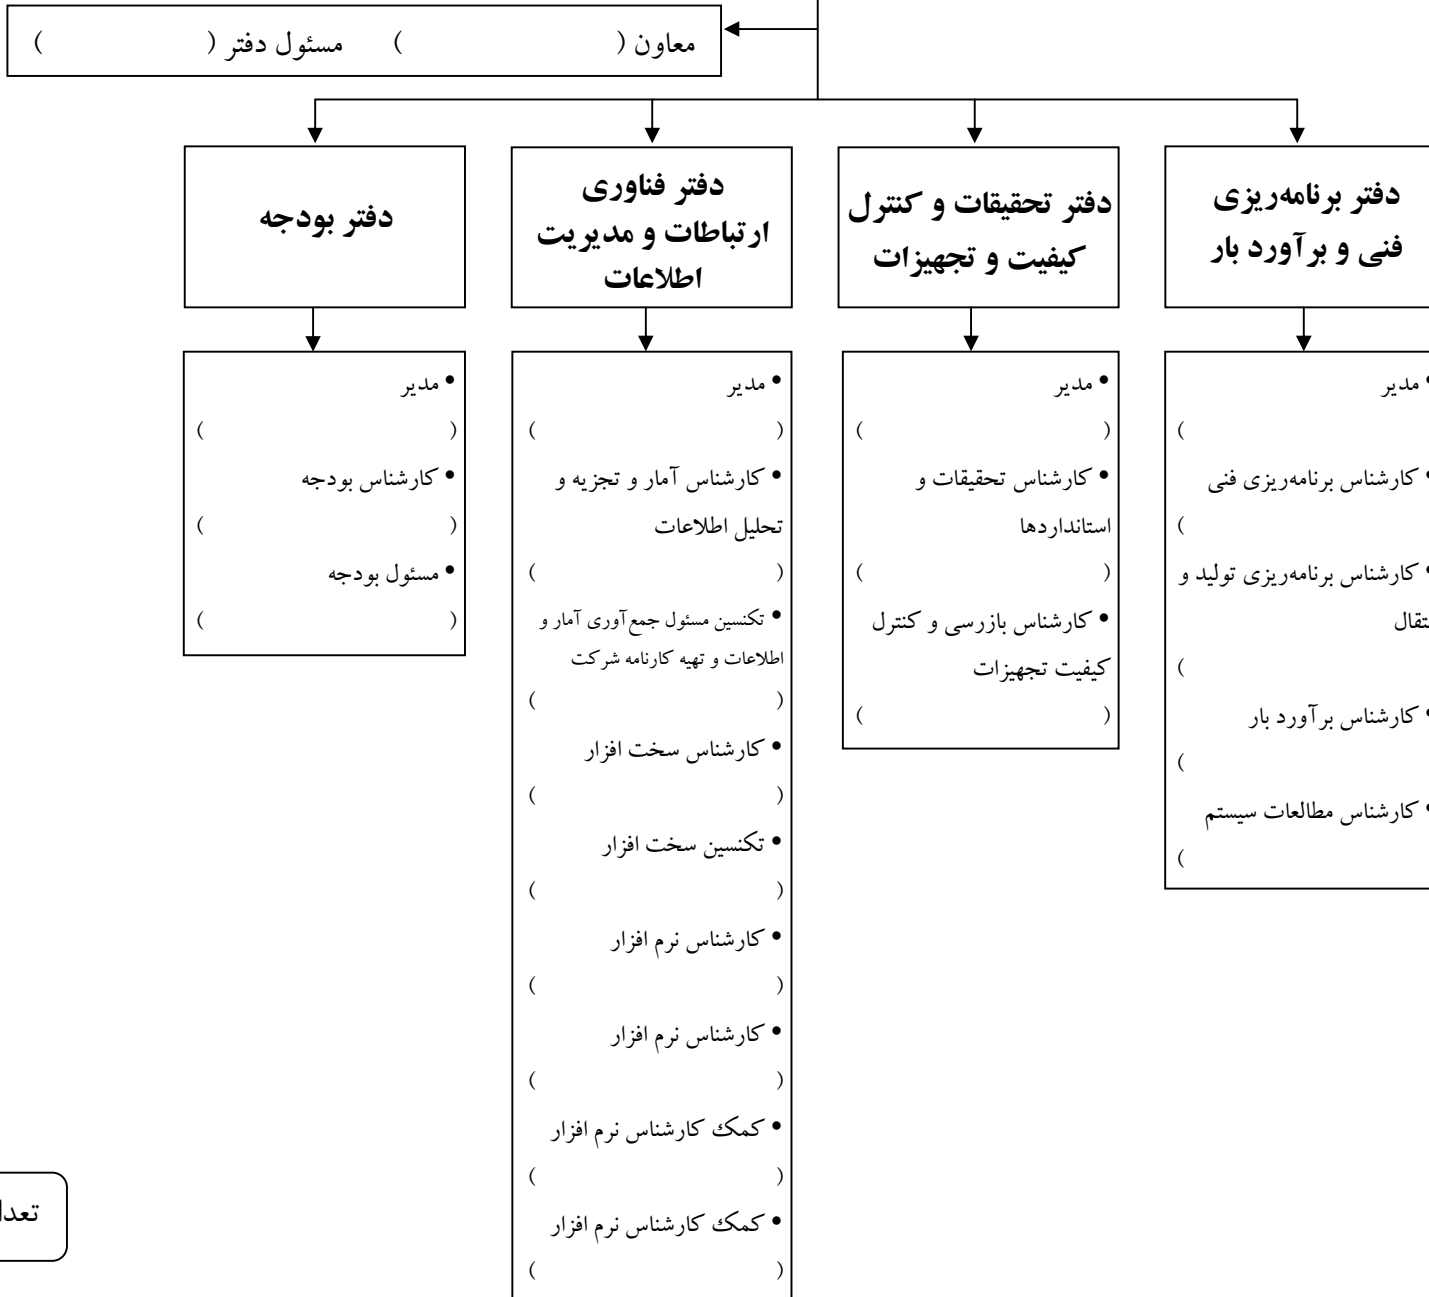 معاون (                    )     مسئول دفتر (                    )
دفتر برنامه‌ریزی
فنی و برآورد بار
• مدیر
(                    )
• کارشناس برنامه‌ریزی فنی
(                    )
• کارشناس برنامه‌ریزی تولید و
(                    )
• کارشناس برآورد بار
(                    )
• کارشناس مطالعات سیستم
(                    )
دفتر تحقیقات و کنترل
کیفیت و تجهیزات
• مدیر
(                    )
• کارشناس تحقیقات و
استانداردها
(                    )
• کارشناس بازرسی و کنترل
کیفیت تجهیزات
(                    )
دفتر فناوری
ارتباطات و مدیریت
اطلاعات
• مدیر
(                    )
• کارشناس آمار و تجزیه و
تحلیل اطلاعات
(                    )
• تکنسین مسئول جمع‌آوری آمار و
اطلاعات و تهیه کارنامه شرکت
(                    )
• کارشناس سخت افزار
(                    )
• تکنسین سخت افزار
(                    )
• کارشناس نرم افزار
(                    )
• کارشناس نرم افزار
(                    )
• کمک کارشناس نرم افزار
(                    )
• کمک کارشناس نرم افزار
(                    )
دفتر بودجه
• مدیر
(                    )
• کارشناس بودجه
(                    )
• مسئول بودجه
(                    )